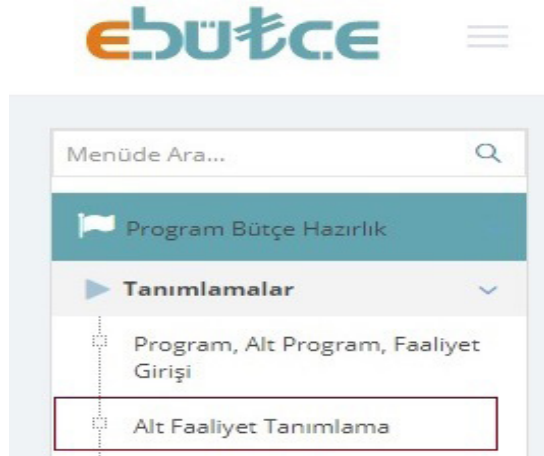 ebütçe
Menüde Ara...
Program Bütçe Hazırlık
Tanımlamalar
Program, Alt Program, Faaliyet
Girişi
Alt Faaliyet Tanımlama